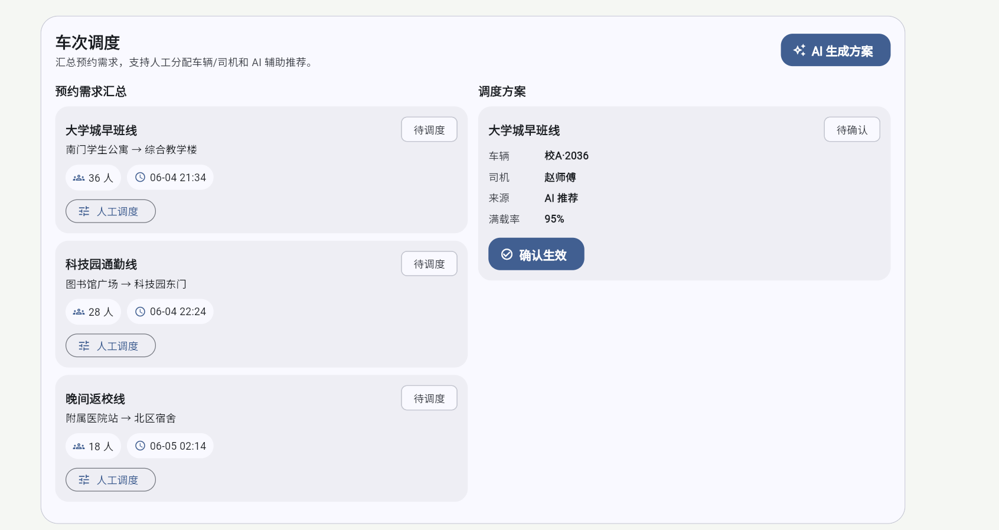 车次调度
汇总预约需求，支持人工分配车辆/司机和 AI 辅助推荐。
AI 生成方案
预约需求汇总
大学城早班线
待调度
南门学生公寓 → 综合教学楼
36 人
06-04 21:34
人工调度
科技园通勤线
待调度
图书馆广场 → 科技园东门
28 人
06-04 22:24
人工调度
晚间返校线
待调度
附属医院站 → 北区宿舍
18 人
06-05 02:14
人工调度
调度方案
大学城早班线
待确认
车辆 校A·2036
司机 赵师傅
来源 AI 推荐
满载率 95%
确认生效